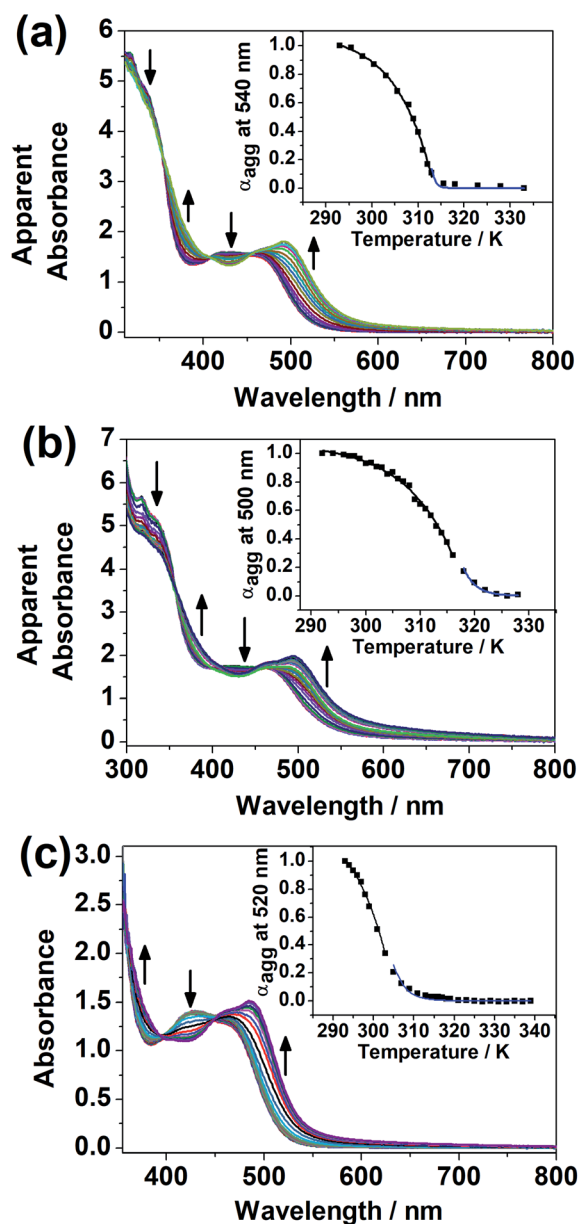 (a)
6
5
4
3
2
1
0
Apparent
Absorbance
400 500 600 700 800
Wavelength / nm
1.0
0.8
0.6
0.4
0.2
0.0
αagg at 540 nm
290 300 310 320 330
Temperature / K
(b)
7
6
5
4
3
2
1
0
Apparent
Absorbance
300 400 500 600 700 800
Wavelength / nm
1.0
0.8
0.6
0.4
0.2
0.0
αagg at 500 nm
290 300 310 320 330
Temperature / K
(c)
3.0
2.5
2.0
1.5
1.0
0.5
0.0
Absorbance
400 500 600 700 800
Wavelength / nm
1.0
0.8
0.6
0.4
0.2
0.0
αagg at 520 nm
290 300 310 320 330 340
Temperature / K